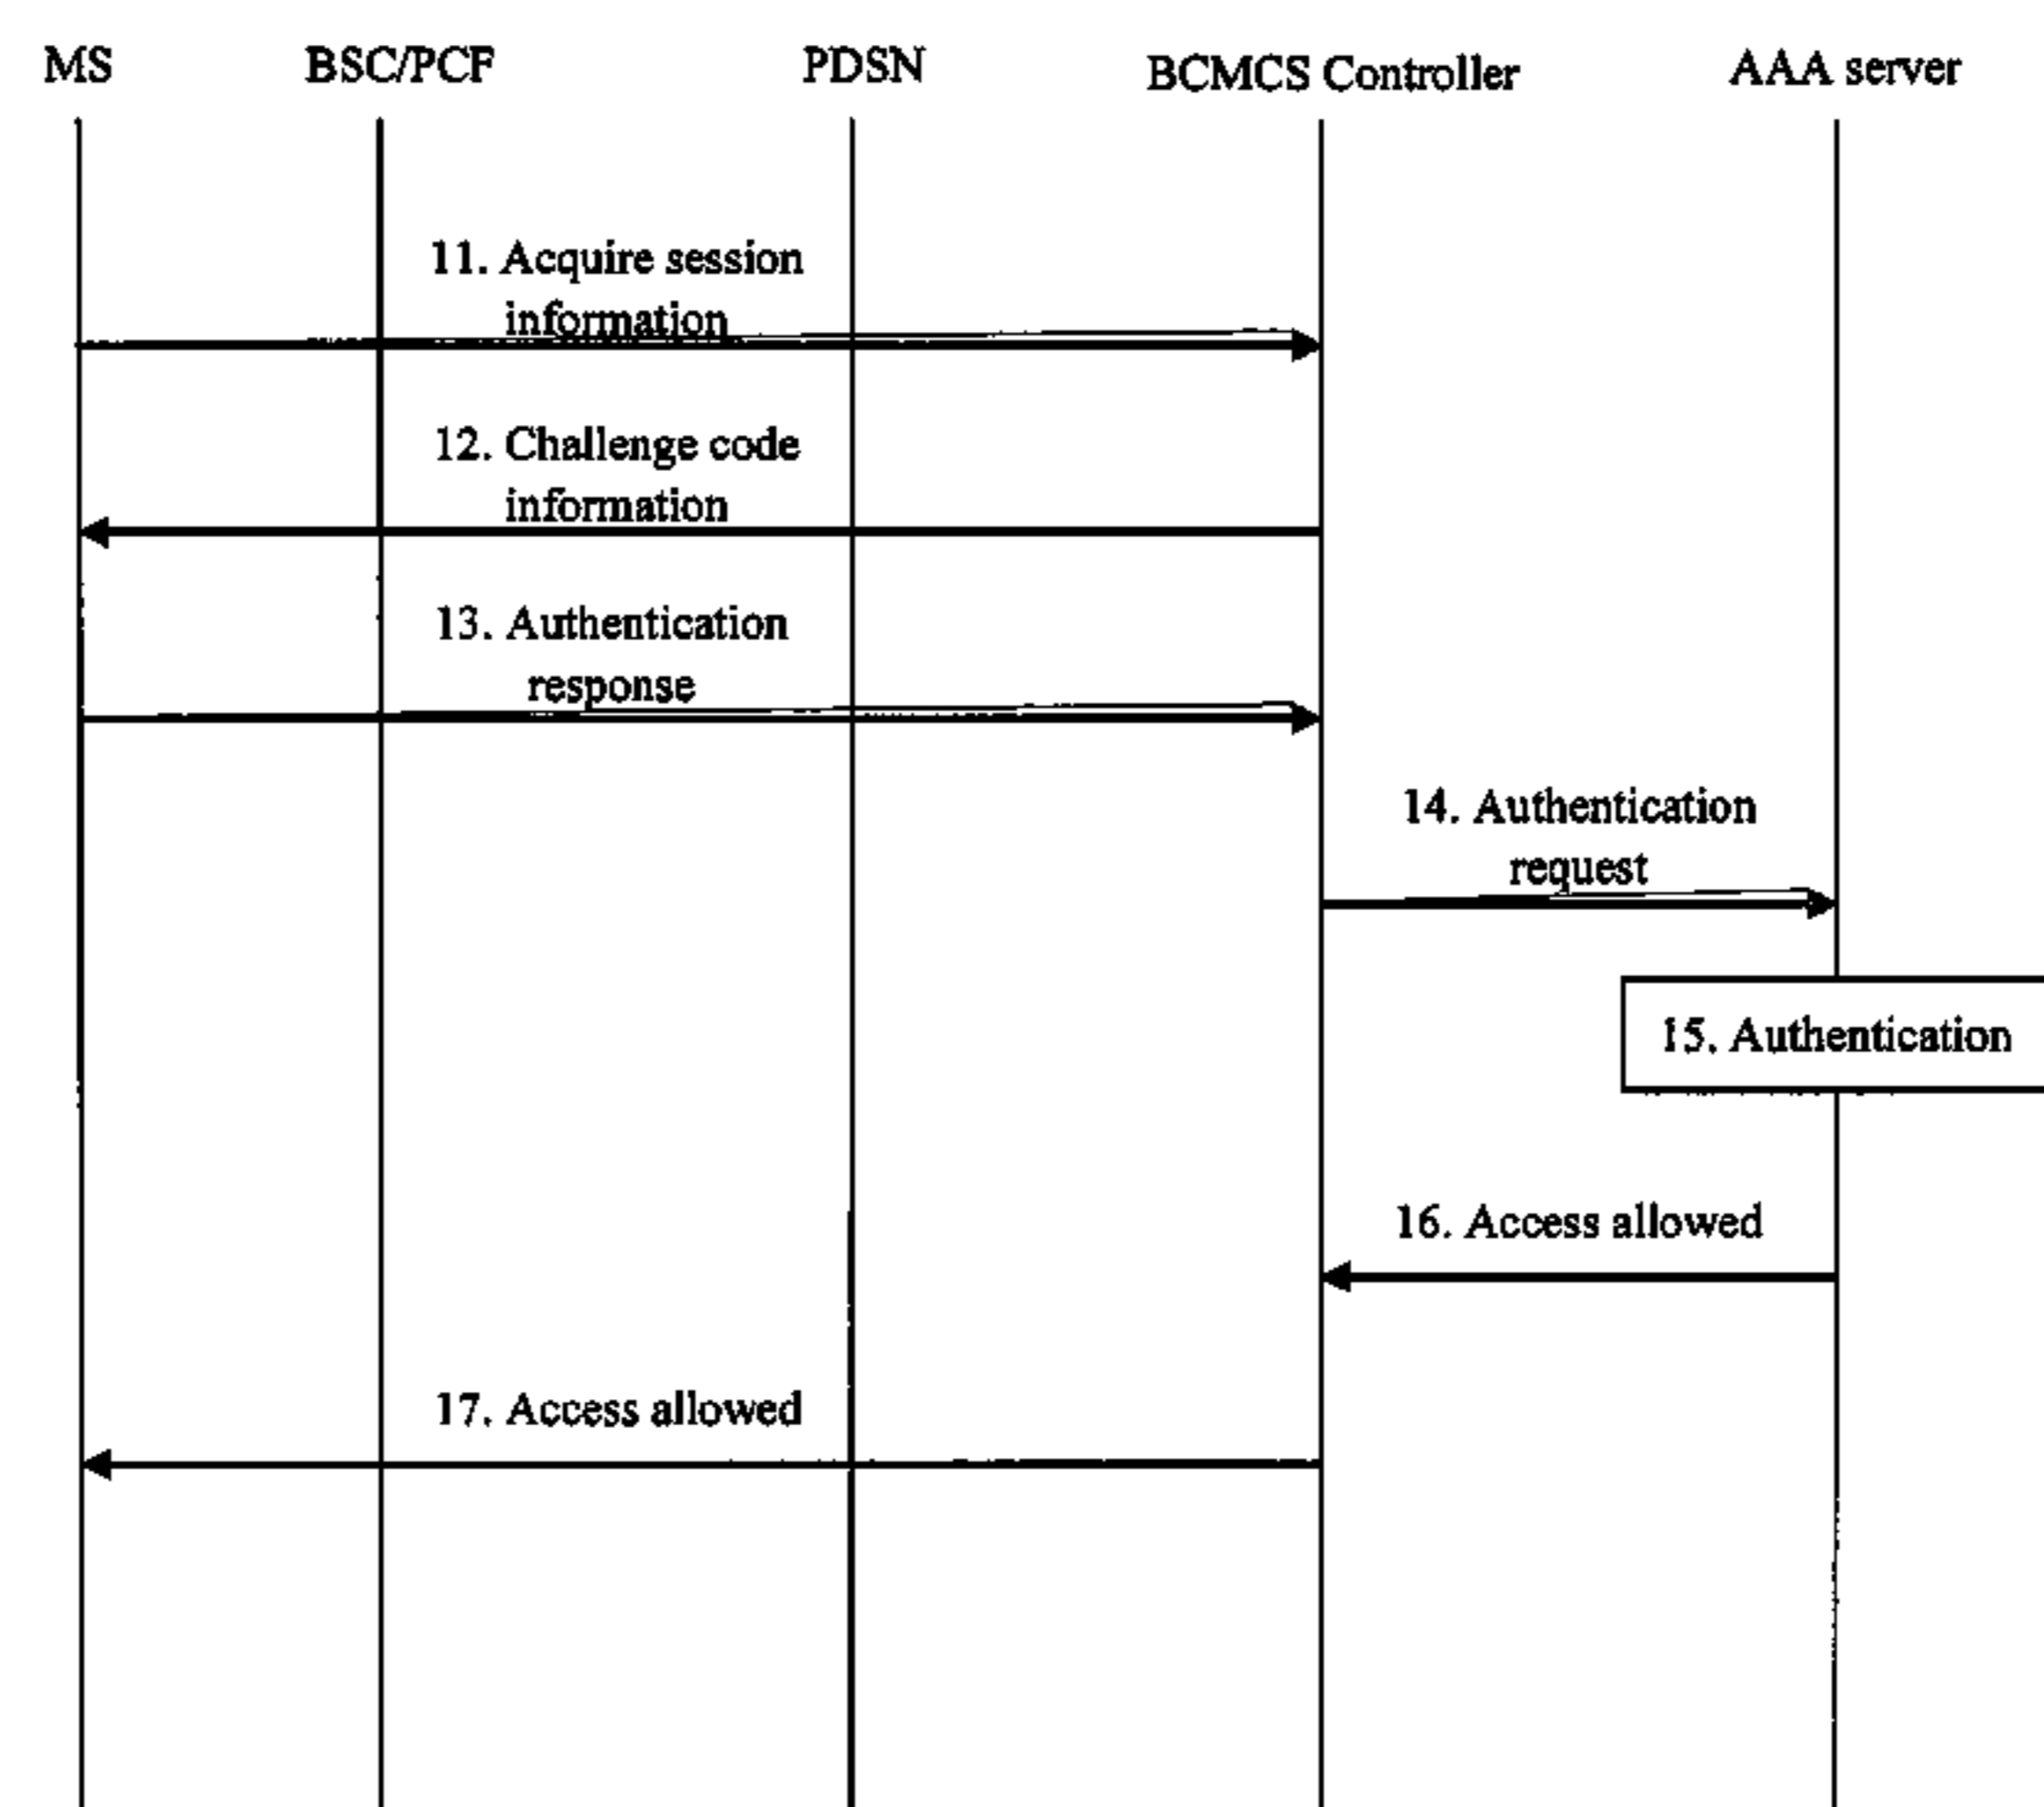 MS
BSC/PCF
PDSN
BCMCS Controller
AAA server
11. Acquire session
information
12. Challenge code
information
13. Authentication
response
14. Authentication
request
15. Authentication
16. Access allowed
17. Access allowed